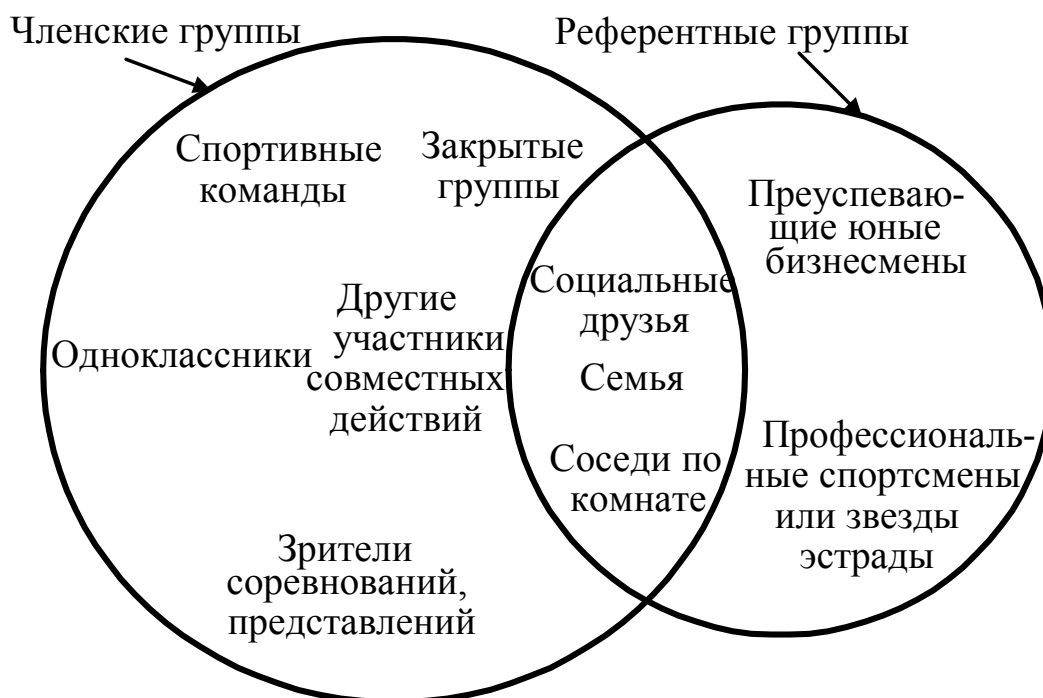 Членские группы
Референтные группы
Спортивные
команды
Закрытые
группы
Преуспеваю-
щие юные
бизнесмены
Социальные
друзья
Другие
участники
совместных
действий
Одноклассники
Семья
Соседи по
комнате
Профессиональ-
ные спортсмены
или звезды
эстрады
Зрители
соревнований,
представлений